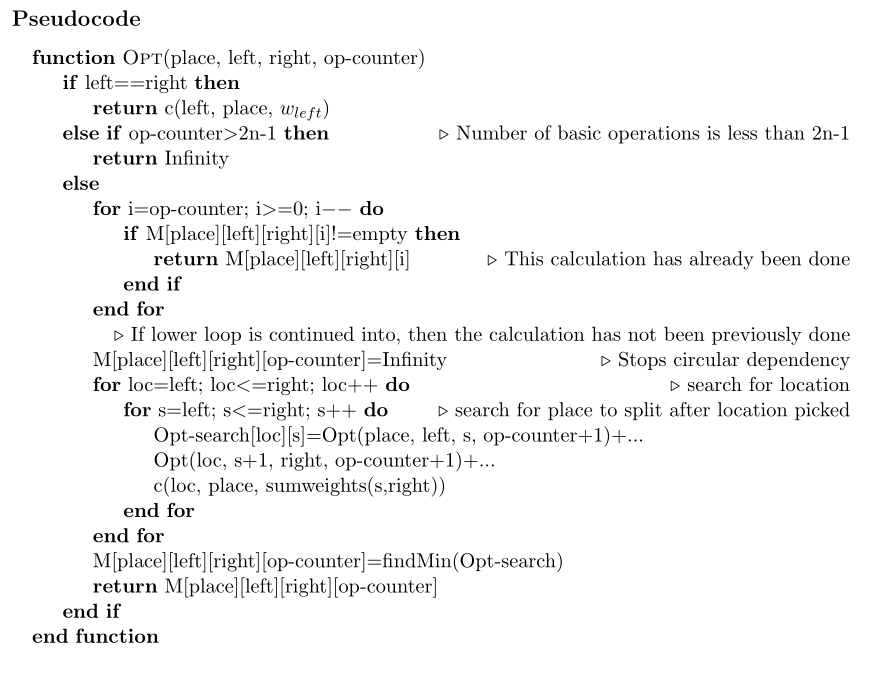 Pseudocode
function OPT(place, left, right, op-counter)
if left==right then
return c(left, place, w_left)
else if op-counter>2n-1 then ▷ Number of basic operations is less than 2n-1
return Infinity
else
for i=op-counter; i>=0; i−− do
if M[place][left][right][i]!=empty then
return M[place][left][right][i] ▷ This calculation has already been done
end if
end for
▷ If lower loop is continued into, then the calculation has not been previously done
M[place][left][right][op-counter]=Infinity ▷ Stops circular dependency
for loc=left; loc<=right; loc++ do ▷ search for location
for s=left; s<=right; s++ do ▷ search for place to split after location picked
Opt-search[loc][s]=Opt(place, left, s, op-counter+1)+...
Opt(loc, s+1, right, op-counter+1)+...
c(loc, place, sumweights(s,right))
end for
end for
M[place][left][right][op-counter]=findMin(Opt-search)
return M[place][left][right][op-counter]
end if
end function